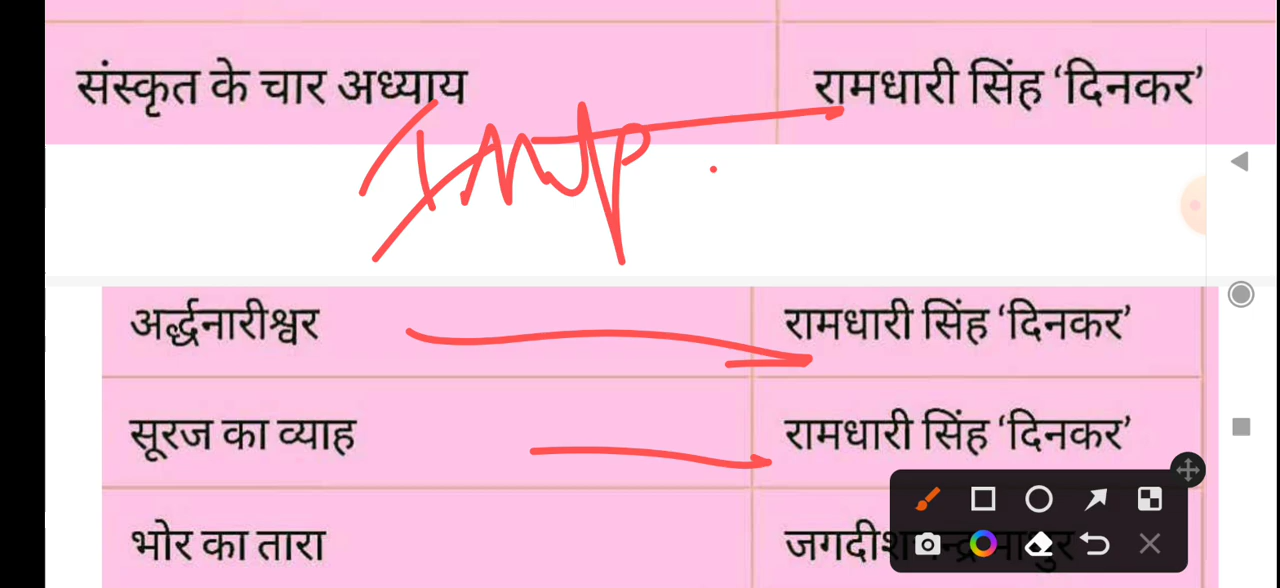 संस्कृत के चार अध्याय रामधारी सिंह ‘दिनकर’
IMP.
अर्द्धनारीश्वर रामधारी सिंह ‘दिनकर’
सूरज का व्याह रामधारी सिंह ‘दिनकर’
भोर का तारा